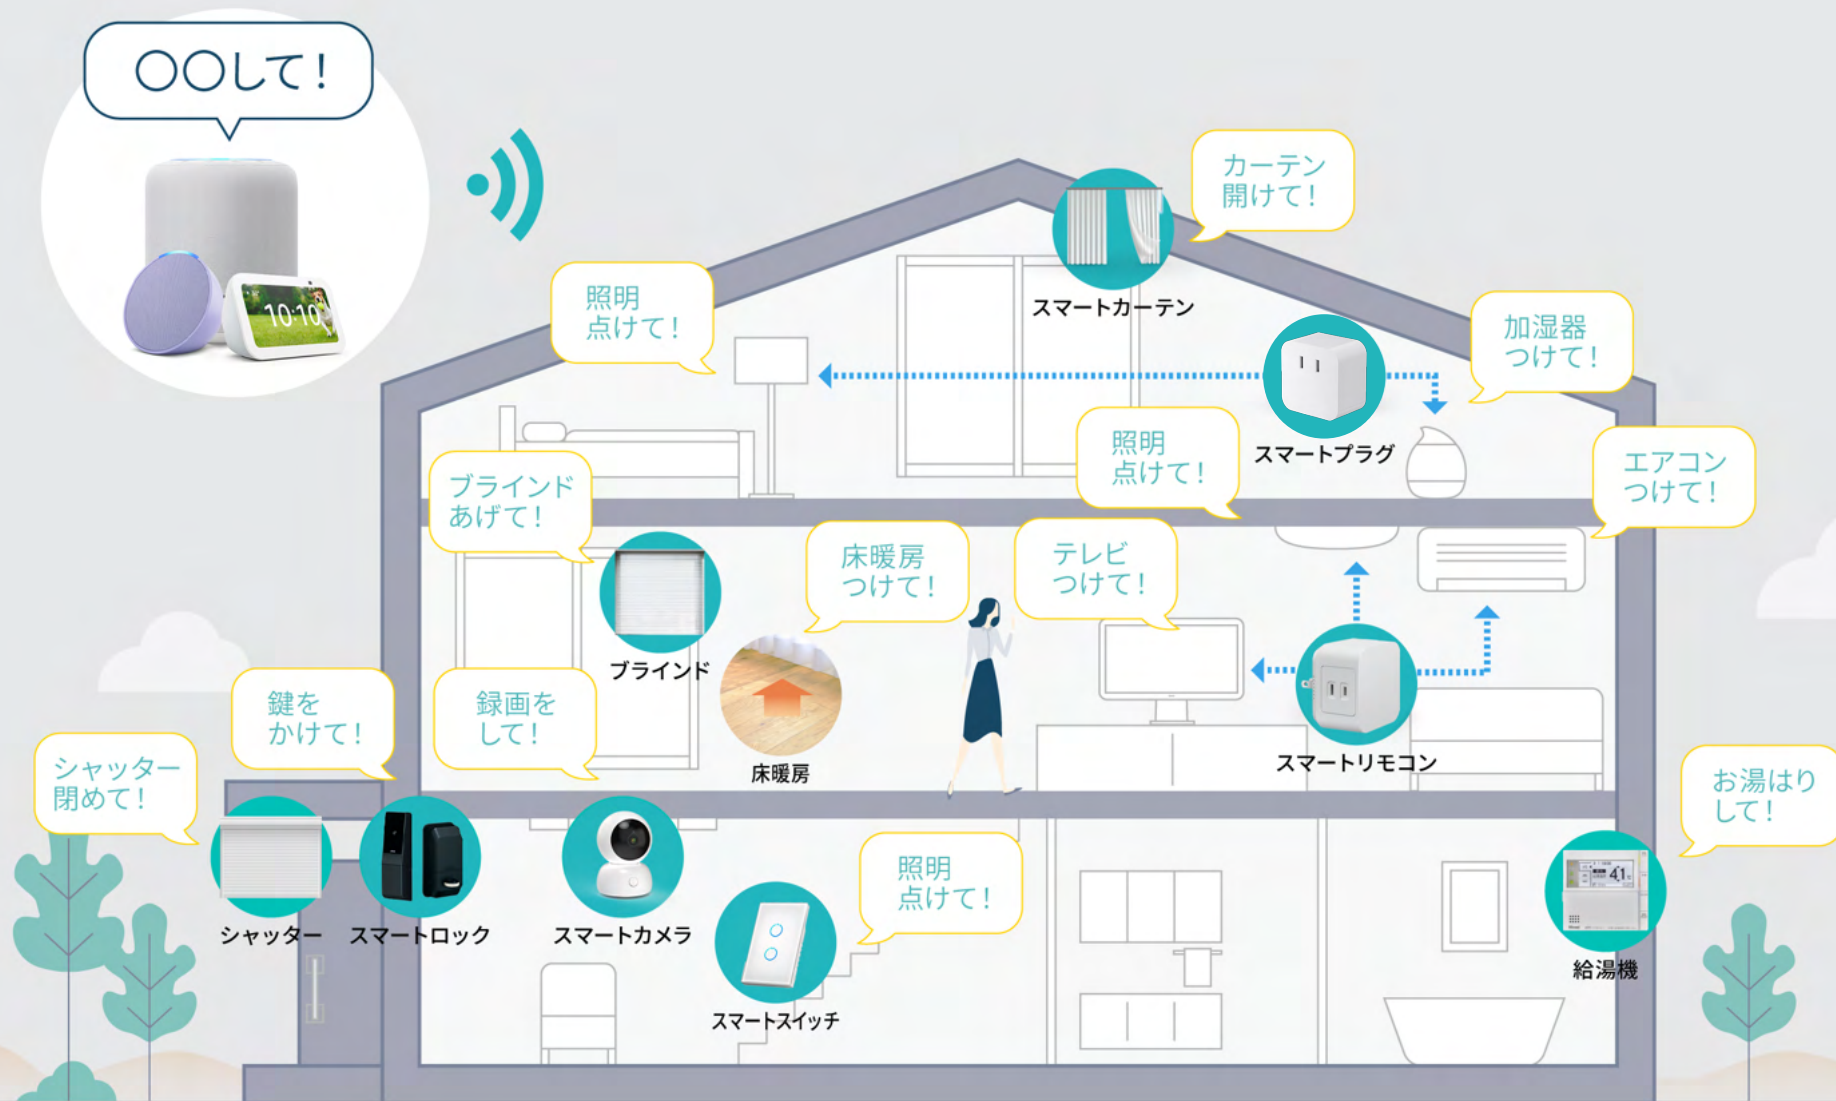 〇〇して!
10:10
カーテン
開けて!
スマートカーテン
照明
点けて!
加湿器
つけて!
スマートプラグ
照明
点けて!
エアコン
つけて!
ブラインド
あげて!
ブラインド
床暖房
つけて!
床暖房
テレビ
つけて!
スマートリモコン
鍵を
かけて!
録画を
して!
シャッター
閉めて!
シャッター
スマートロック
スマートカメラ
照明
点けて!
スマートスイッチ
お湯はり
して!
41
給湯機